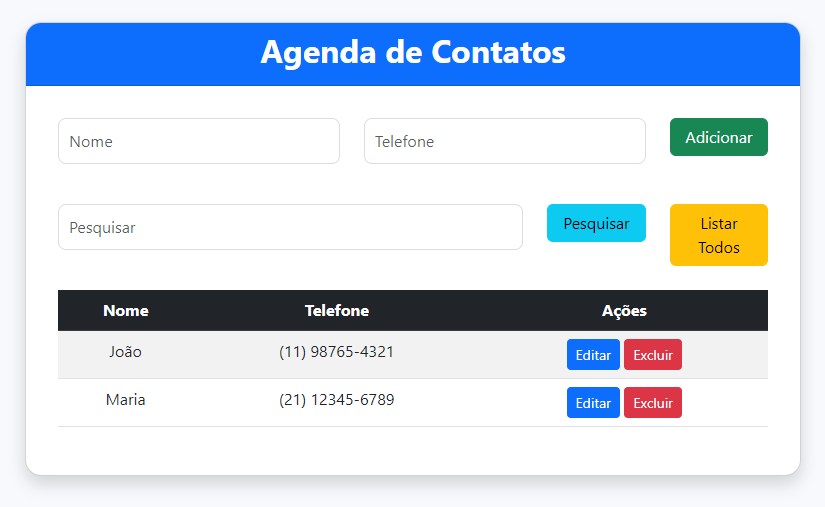 Agenda de Contatos
Nome
Telefone
Adicionar
Pesquisar
Pesquisar
Listar
Todos
Nome Telefone Ações
João (11) 98765-4321 Editar Excluir
Maria (21) 12345-6789 Editar Excluir